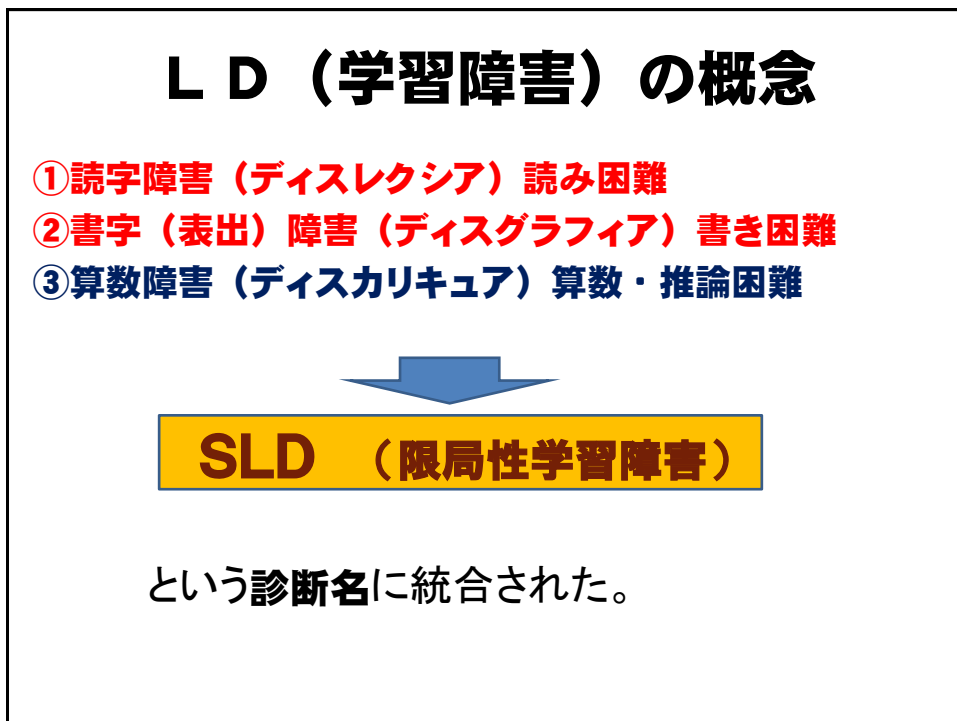 ＬＤ（学習障害）の概念
①読字障害（ディスレクシア）読み困難
②書字（表出）障害（ディスグラフィア）書き困難
③算数障害（ディスカリキュア）算数・推論困難
SLD （限局性学習障害）
という診断名に統合された。